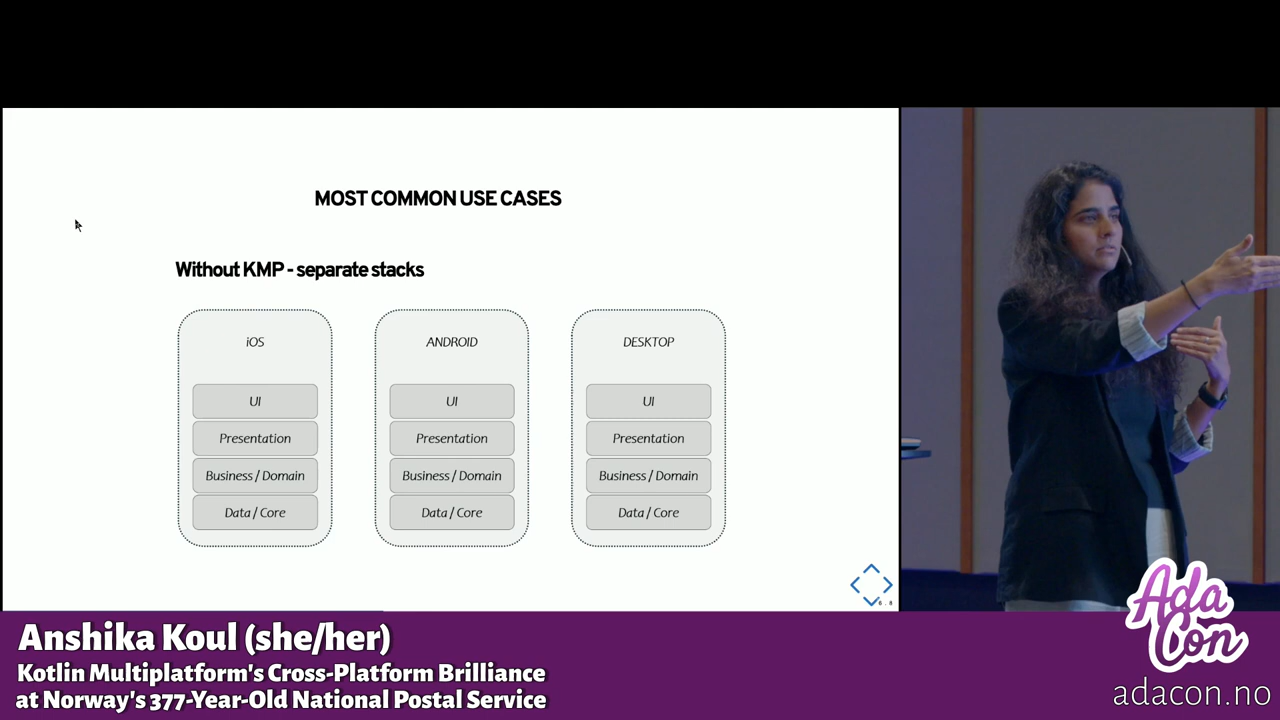 MOST COMMON USE CASES
Without KMP - separate stacks
iOS
UI
Presentation
Business / Domain
Data / Core
ANDROID
UI
Presentation
Business / Domain
Data / Core
DESKTOP
UI
Presentation
Business / Domain
Data / Core
Anshika Koul (she/her)
Kotlin Multiplatform's Cross-Platform Brilliance
at Norway's 377-Year-Old National Postal Service
Ada
Con
adacon.no